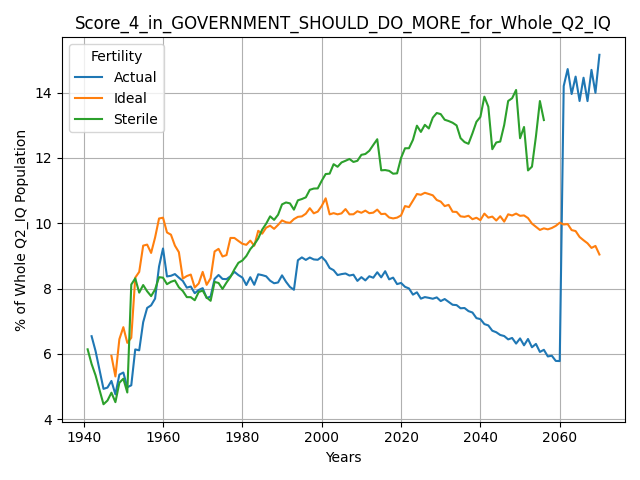 Score_4_in_GOVERNMENT_SHOULD_DO_MORE_for_Whole_Q2_IQ
Fertility
Actual
Ideal
Sterile
% of Whole Q2_IQ Population
14
12
10
8
6
4
1940
1960
1980
2000
2020
2040
2060
Years